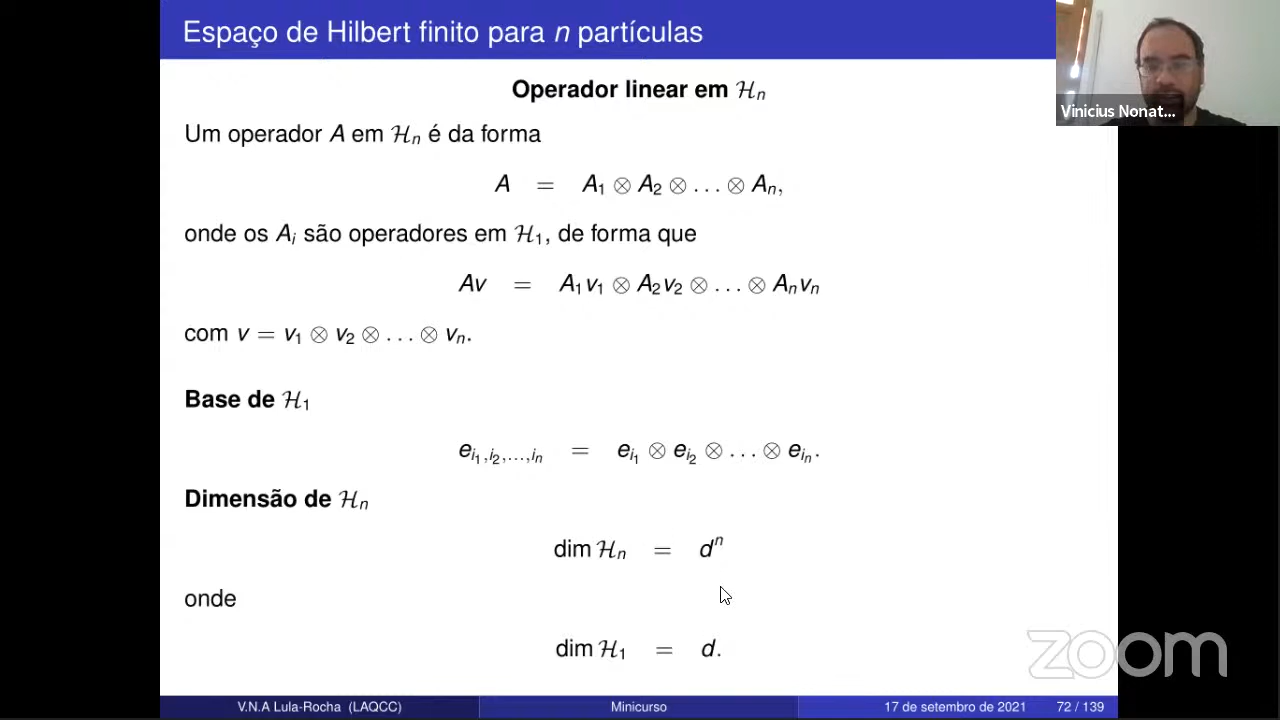 Espaço de Hilbert finito para n partículas
Vinicius Nonat...
Operador linear em ℋₙ
Um operador A em ℋₙ é da forma
A = A₁ ⊗ A₂ ⊗ . . . ⊗ Aₙ,
onde os Aᵢ são operadores em ℋ₁, de forma que
Av = A₁v₁ ⊗ A₂v₂ ⊗ . . . ⊗ Aₙvₙ
com v = v₁ ⊗ v₂ ⊗ . . . ⊗ vₙ.
Base de ℋ₁
e_{i₁,i₂,...,iₙ} = e_{i₁} ⊗ e_{i₂} ⊗ . . . ⊗ e_{iₙ}.
Dimensão de ℋₙ
dim ℋₙ = dⁿ
onde
dim ℋ₁ = d.
zoom
V.N.A Lula-Rocha (LAQCC) Minicurso 17 de setembro de 2021 72 / 139